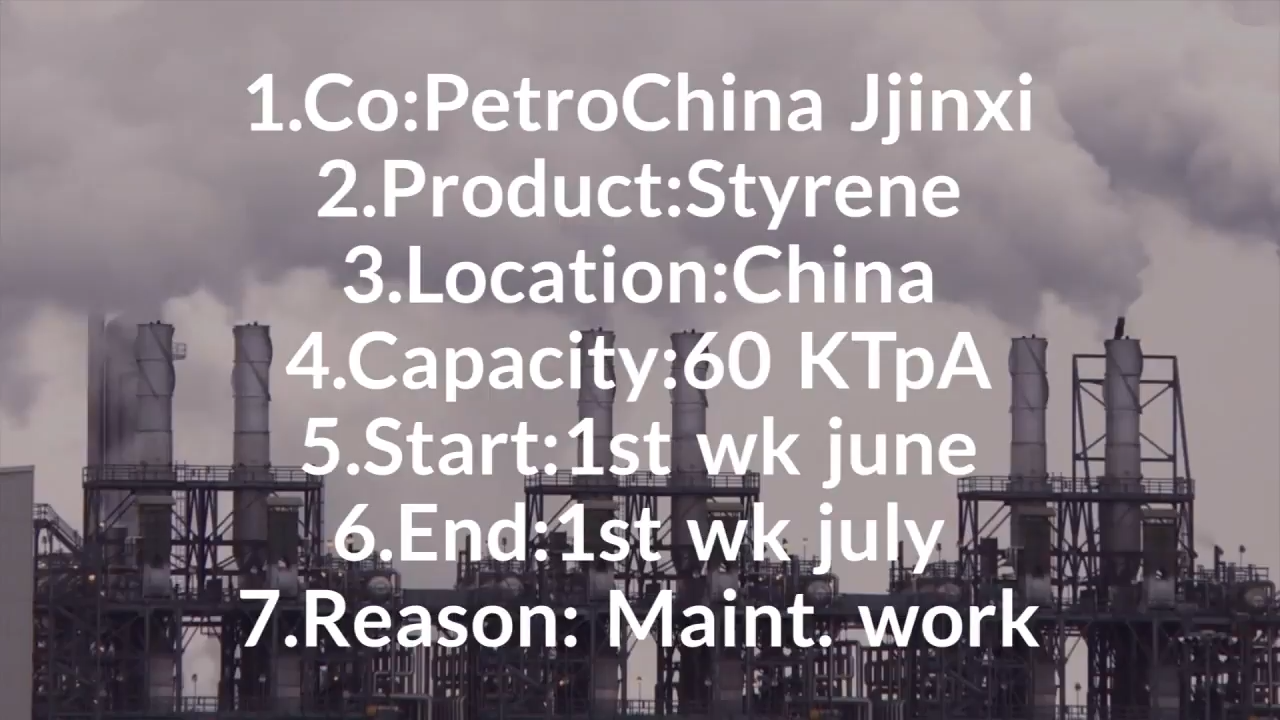 1.Co:PetroChina Jjinxi
2.Product:Styrene
3.Location:China
4.Capacity:60 KTpA
5.Start:1st wk june
6.End:1st wk july
7.Reason: Maint. work